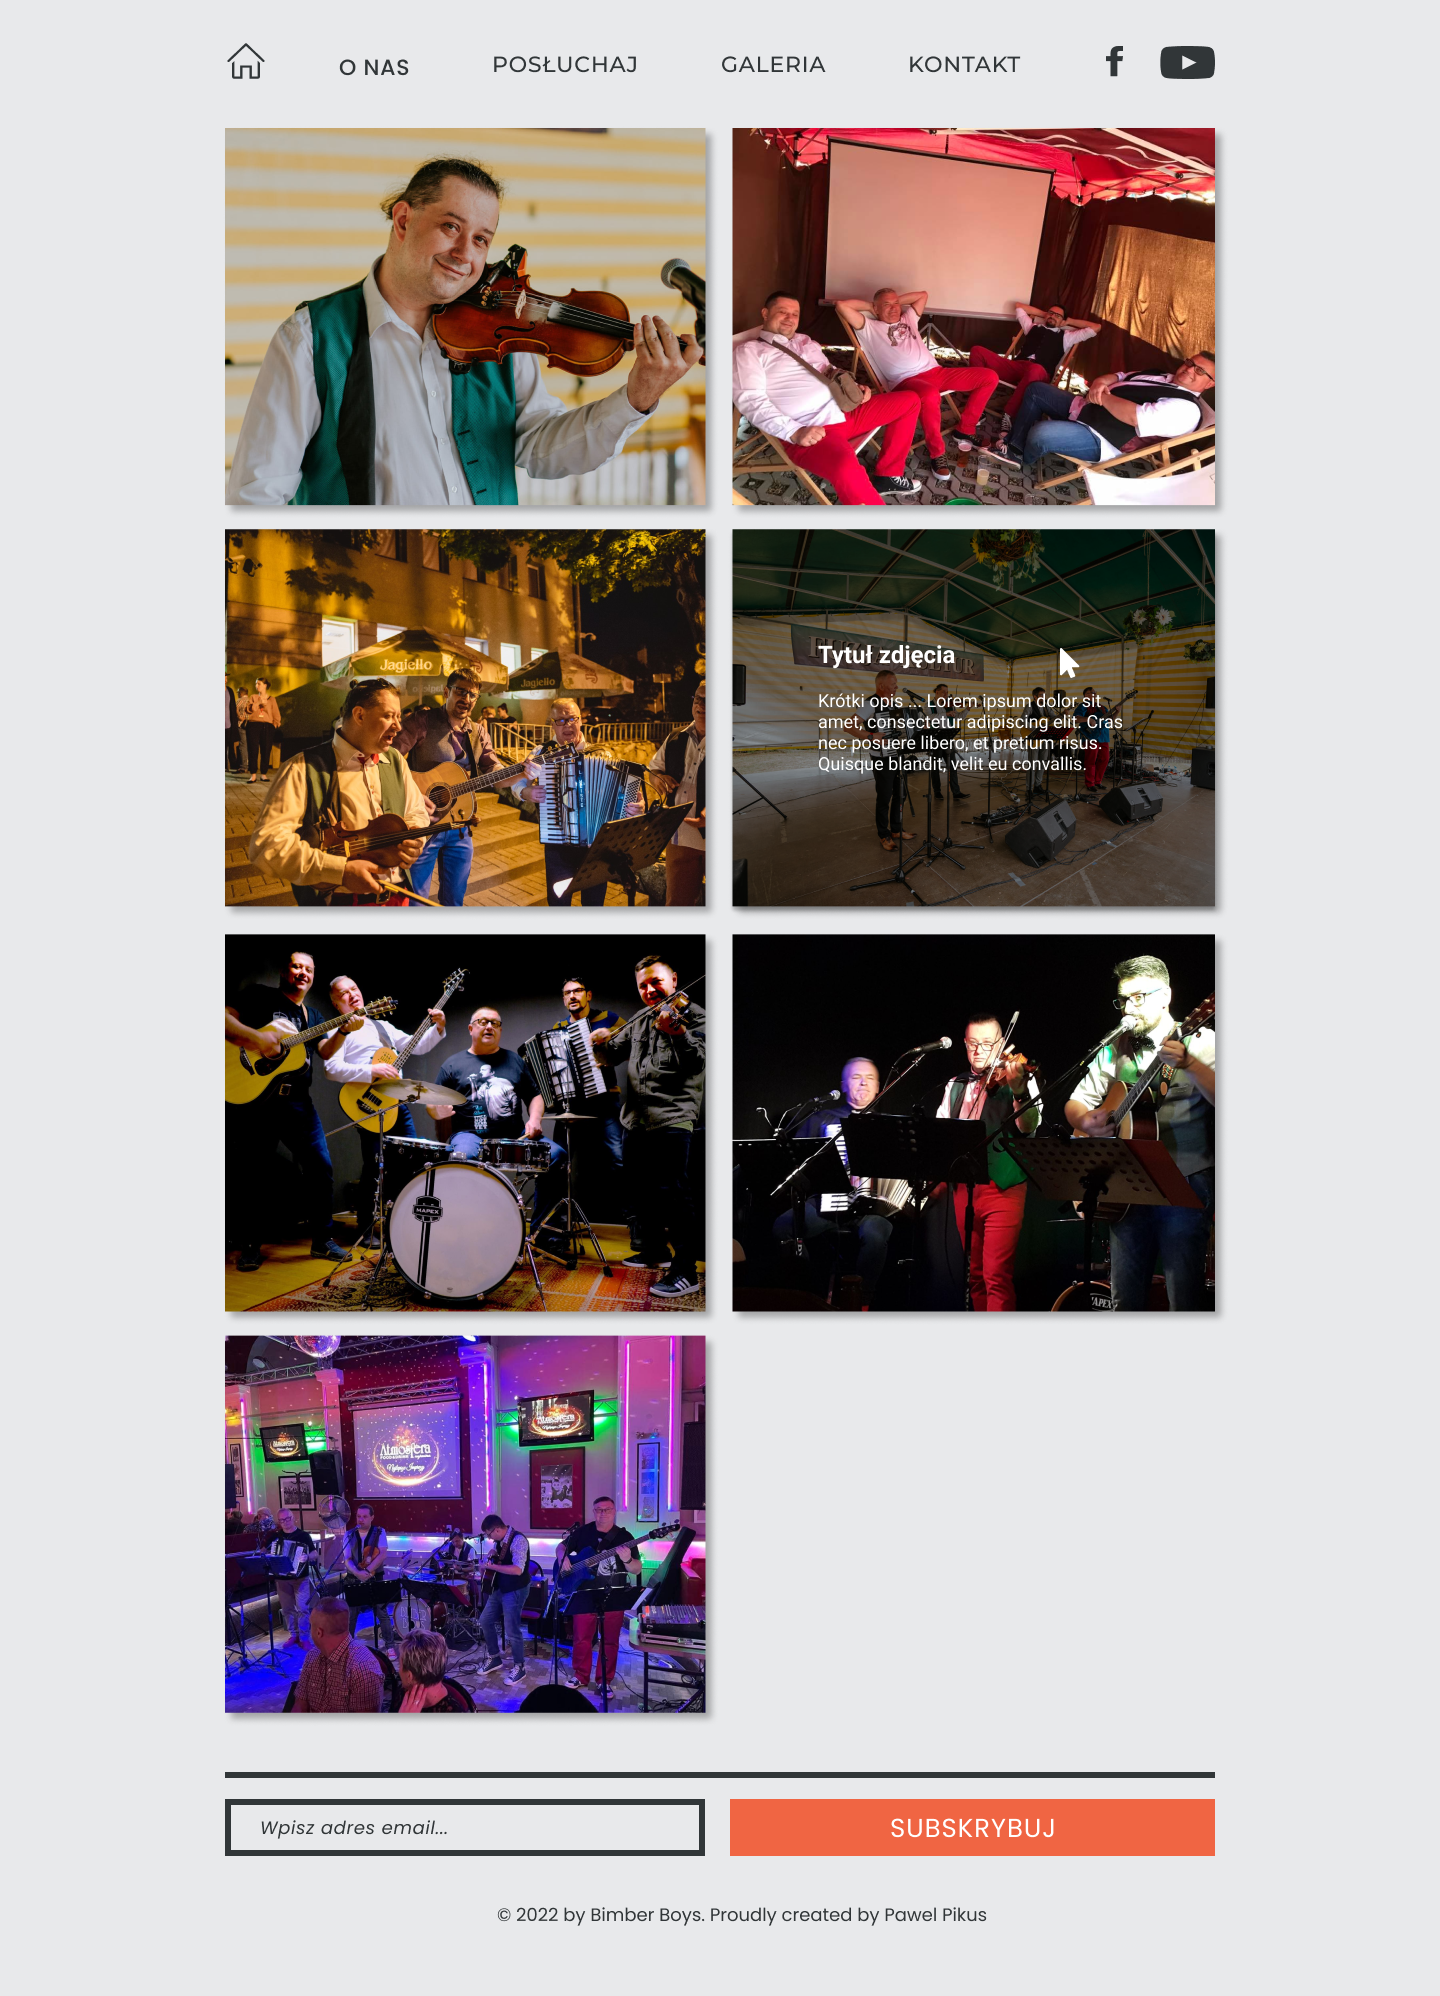 O NAS
POSŁUCHAJ
GALERIA
KONTAKT
Jagiello
Jagiello
Tytuł zdjęcia
Krótki opis ... Lorem ipsum dolor sit
amet, consectetur adipiscing elit. Cras
nec posuere libero, et pretium risus.
Quisque blandit, velit eu convallis.
MAPEX
MAPEX
Atmosfera
Atmosfera
Atmosfera
Wpisz adres email...
SUBSKRYBUJ
© 2022 by Bimber Boys. Proudly created by Pawel Pikus